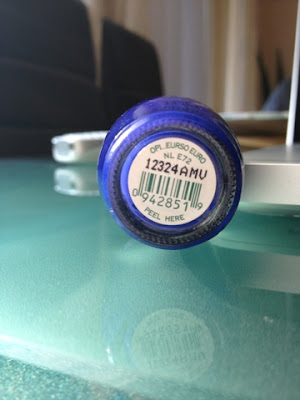 OPI..EURSO EURO
NL E72
12324AMU
0 942851 9
PEEL HERE